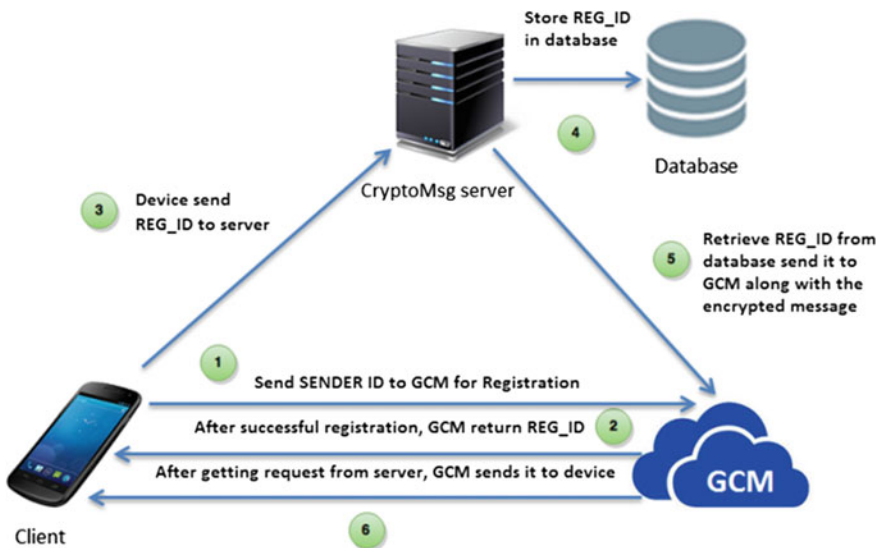 Store REG_ID
in database
4
Database
CryptoMsg server
3
Device send
REG_ID to server
5
Retrieve REG_ID from
database send it to
GCM along with the
encrypted message
1
Send SENDER ID to GCM for Registration
After successful registration, GCM return REG_ID
2
After getting request from server, GCM sends it to device
GCM
6
Client